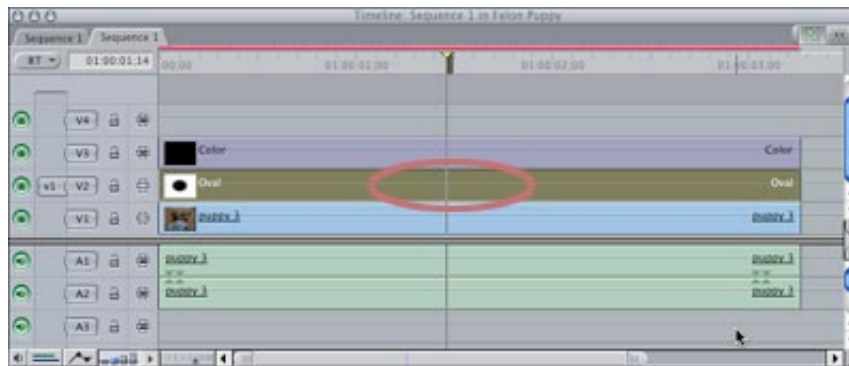 Timeline: Sequence 1 in Felon Puppy
Sequence 1 Sequence 1
RT 01:00:01;14 00:00 01:00:01;00 01:00:02;00 01:00:03;00
V4
V3 Color Color
v1 V2 Oval Oval
V1 puppy 3 puppy 3
A1 puppy 3 puppy 3
A2 puppy 3 puppy 3
A3